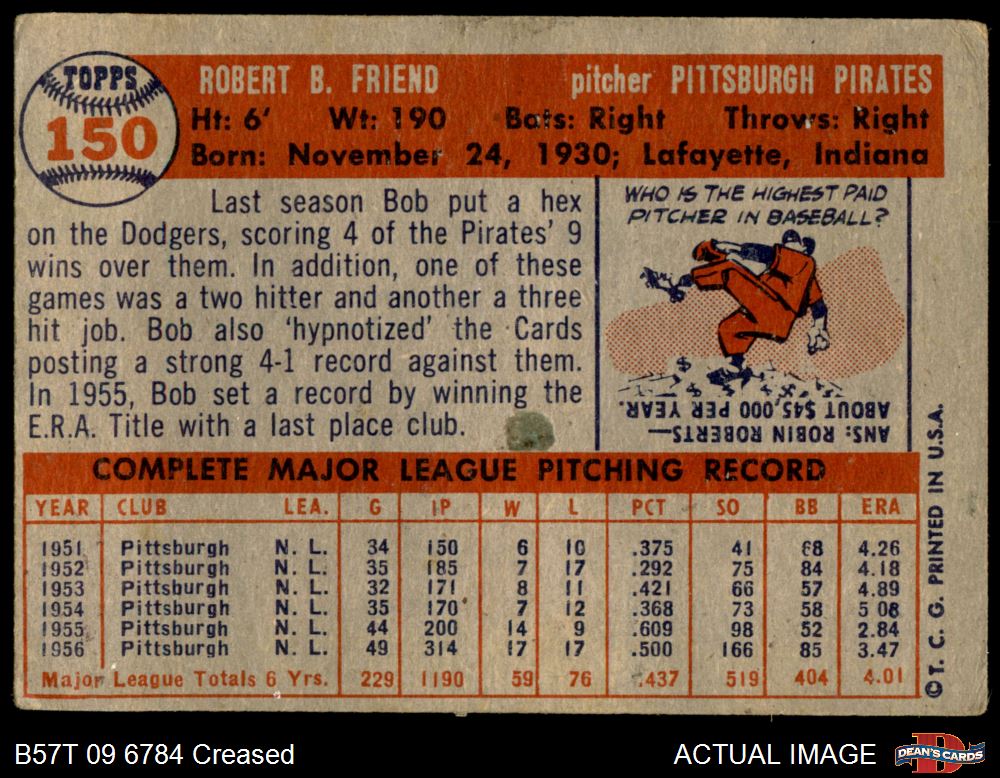 TOPPS
150
ROBERT B. FRIEND pitcher PITTSBURGH PIRATES
Ht: 6' Wt: 190 Bats: Right Throws: Right
Born: November 24, 1930; Lafayette, Indiana
Last season Bob put a hex
on the Dodgers, scoring 4 of the Pirates' 9
wins over them. In addition, one of these
games was a two hitter and another a three
hit job. Bob also 'hypnotized' the Cards
posting a strong 4-1 record against them.
In 1955, Bob set a record by winning the
E.R.A. Title with a last place club.
WHO IS THE HIGHEST PAID
PITCHER IN BASEBALL?
ANS: ROBIN ROBERTS—
ABOUT $45,000 PER YEAR.
COMPLETE MAJOR LEAGUE PITCHING RECORD
YEAR CLUB LEA. G IP W L PCT SO BB ERA
1951 Pittsburgh N. L. 34 150 6 10 .375 41 68 4.26
1952 Pittsburgh N. L. 35 185 7 17 .292 75 84 4.18
1953 Pittsburgh N. L. 32 171 8 11 .421 66 57 4.89
1954 Pittsburgh N. L. 35 170 7 12 .368 73 58 5 08
1955 Pittsburgh N. L. 44 200 14 9 .609 98 52 2.84
1956 Pittsburgh N. L. 49 314 17 17 .500 166 85 3.47
Major League Totals 6 Yrs. 229 1190 59 76 .437 519 404 4.01
© T. C. G. PRINTED IN U.S.A.
B57T 09 6784 Creased ACTUAL IMAGE
DEAN'S CARDS